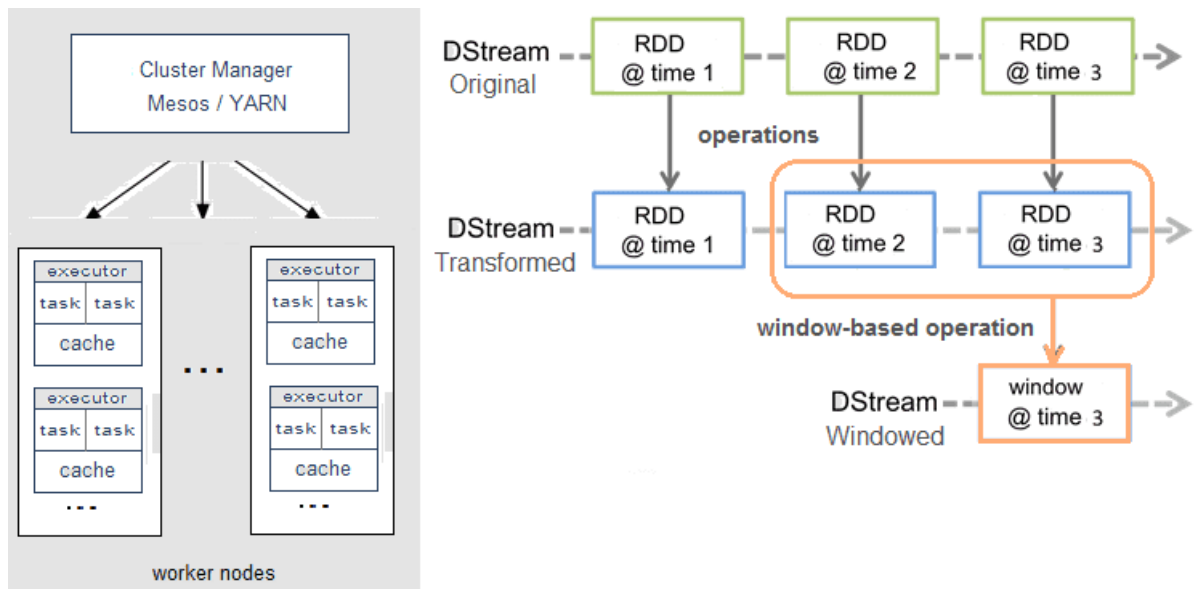 Cluster Manager
Mesos / YARN
executor
task task
cache
executor
task task
cache
...
...
executor
task task
cache
executor
task task
cache
...
worker nodes
DStream
Original
RDD
@ time 1
RDD
@ time 2
RDD
@ time 3
operations
DStream
Transformed
RDD
@ time 1
RDD
@ time 2
RDD
@ time 3
window-based operation
DStream
Windowed
window
@ time 3